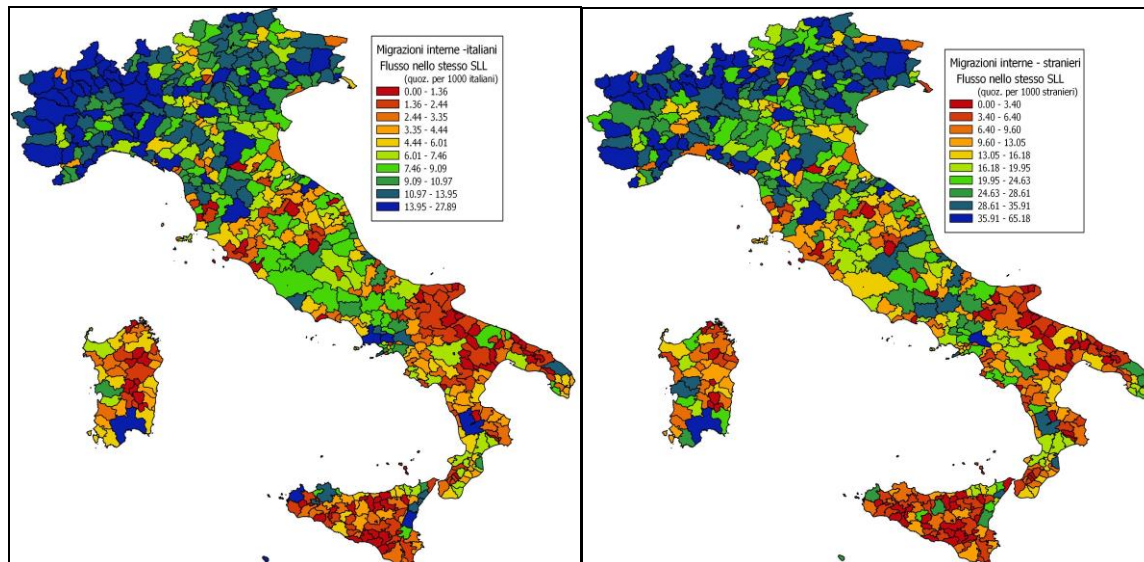 Migrazioni interne -italiani
Flusso nello stesso SLL
(quoz. per 1000 italiani)
0.00 - 1.36
1.36 - 2.44
2.44 - 3.35
3.35 - 4.44
4.44 - 6.01
6.01 - 7.46
7.46 - 9.09
9.09 - 10.97
10.97 - 13.95
13.95 - 27.89
Migrazioni interne - stranieri
Flusso nello stesso SLL
(quoz. per 1000 stranieri)
0.00 - 3.40
3.40 - 6.40
6.40 - 9.60
9.60 - 13.05
13.05 - 16.18
16.18 - 19.95
19.95 - 24.63
24.63 - 28.61
28.61 - 35.91
35.91 - 65.18